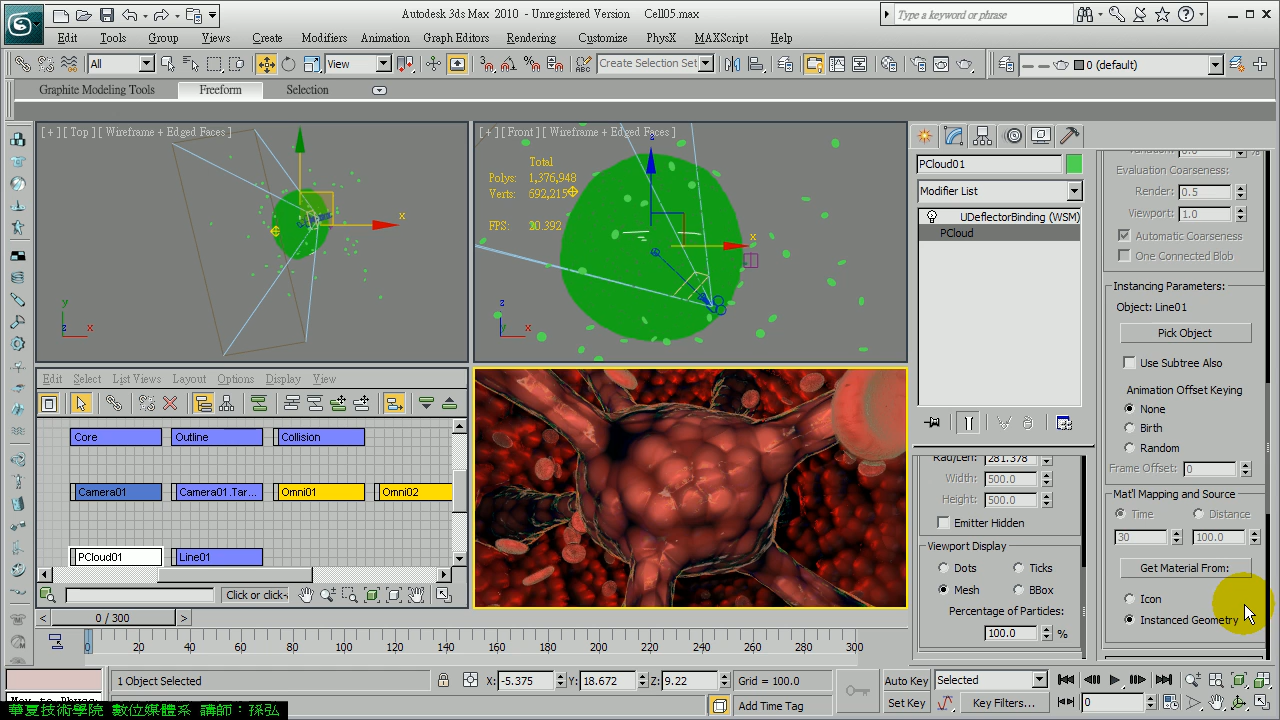 Autodesk 3ds Max 2010 - Unregistered Version Cell05.max
Type a keyword or phrase
Edit Tools Group Views Create Modifiers Animation Graph Editors Rendering Customize PhysX MAXScript Help
All View Create Selection Set 0 (default)
Graphite Modeling Tools Freeform Selection
[ + ] [ Top ] [ Wireframe + Edged Faces ]
x
y
z x
[ + ] [ Front ] [ Wireframe + Edged Faces ]
Total
Polys: 1,376,948
Verts: 692,215
FPS: 20.392
x
z
y x
Edit Select List Views Layout Options Display View
Core Outline Collision
Camera01 Camera01.Tar... Omni01 Omni02
PCloud01 Line01
Click or click-
0 / 300
0 20 40 60 80 100 120 140 160 180 200 220 240 260 280 300
PCloud01
Modifier List
UDeflectorBinding (WSM)
PCloud
Rad/Len: 281.378
Width: 500.0
Height: 500.0
Emitter Hidden
Viewport Display
Dots Ticks
Mesh BBox
Percentage of Particles:
100.0 %
Variation: 0.0 %
Evaluation Coarseness:
Render: 0.5
Viewport: 1.0
Automatic Coarseness
One Connected Blob
Instancing Parameters:
Object: Line01
Pick Object
Use Subtree Also
Animation Offset Keying
None
Birth
Random
Frame Offset: 0
Mat'l Mapping and Source
Time Distance
30 100.0
Get Material From:
Icon
Instanced Geometry
1 Object Selected X: -5.375 Y: 18.672 Z: 9.22 Grid = 100.0
Auto Key Selected
Add Time Tag
Set Key Key Filters... 0
華夏技術學院 數位媒體系 講師：孫弘